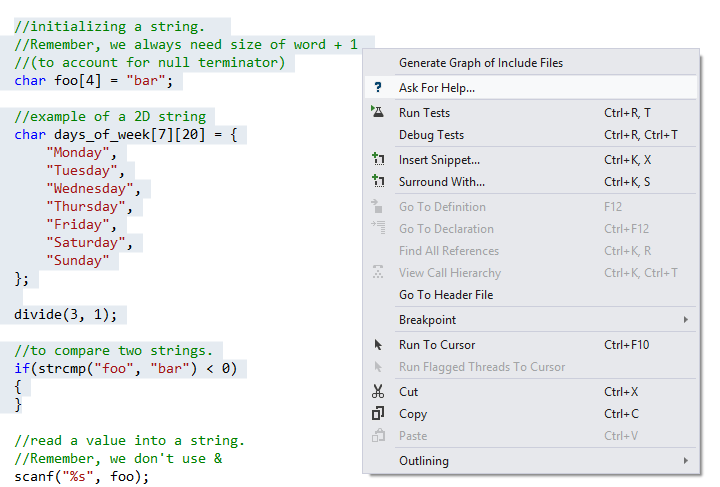 //initializing a string.
//Remember, we always need size of word + 1
//(to account for null terminator)
char foo[4] = "bar";
//example of a 2D string
char days_of_week[7][20] = {
"Monday",
"Tuesday",
"Wednesday",
"Thursday",
"Friday",
"Saturday",
"Sunday"
};
divide(3, 1);
//to compare two strings.
if(strcmp("foo", "bar") < 0)
{
}
//read a value into a string.
//Remember, we don't use &
scanf("%s", foo);
Generate Graph of Include Files
? Ask For Help...
Run Tests Ctrl+R, T
Debug Tests Ctrl+R, Ctrl+T
Insert Snippet... Ctrl+K, X
Surround With... Ctrl+K, S
Go To Definition F12
Go To Declaration Ctrl+F12
Find All References Ctrl+K, R
View Call Hierarchy Ctrl+K, Ctrl+T
Go To Header File
Breakpoint
Run To Cursor Ctrl+F10
Run Flagged Threads To Cursor
Cut Ctrl+X
Copy Ctrl+C
Paste Ctrl+V
Outlining